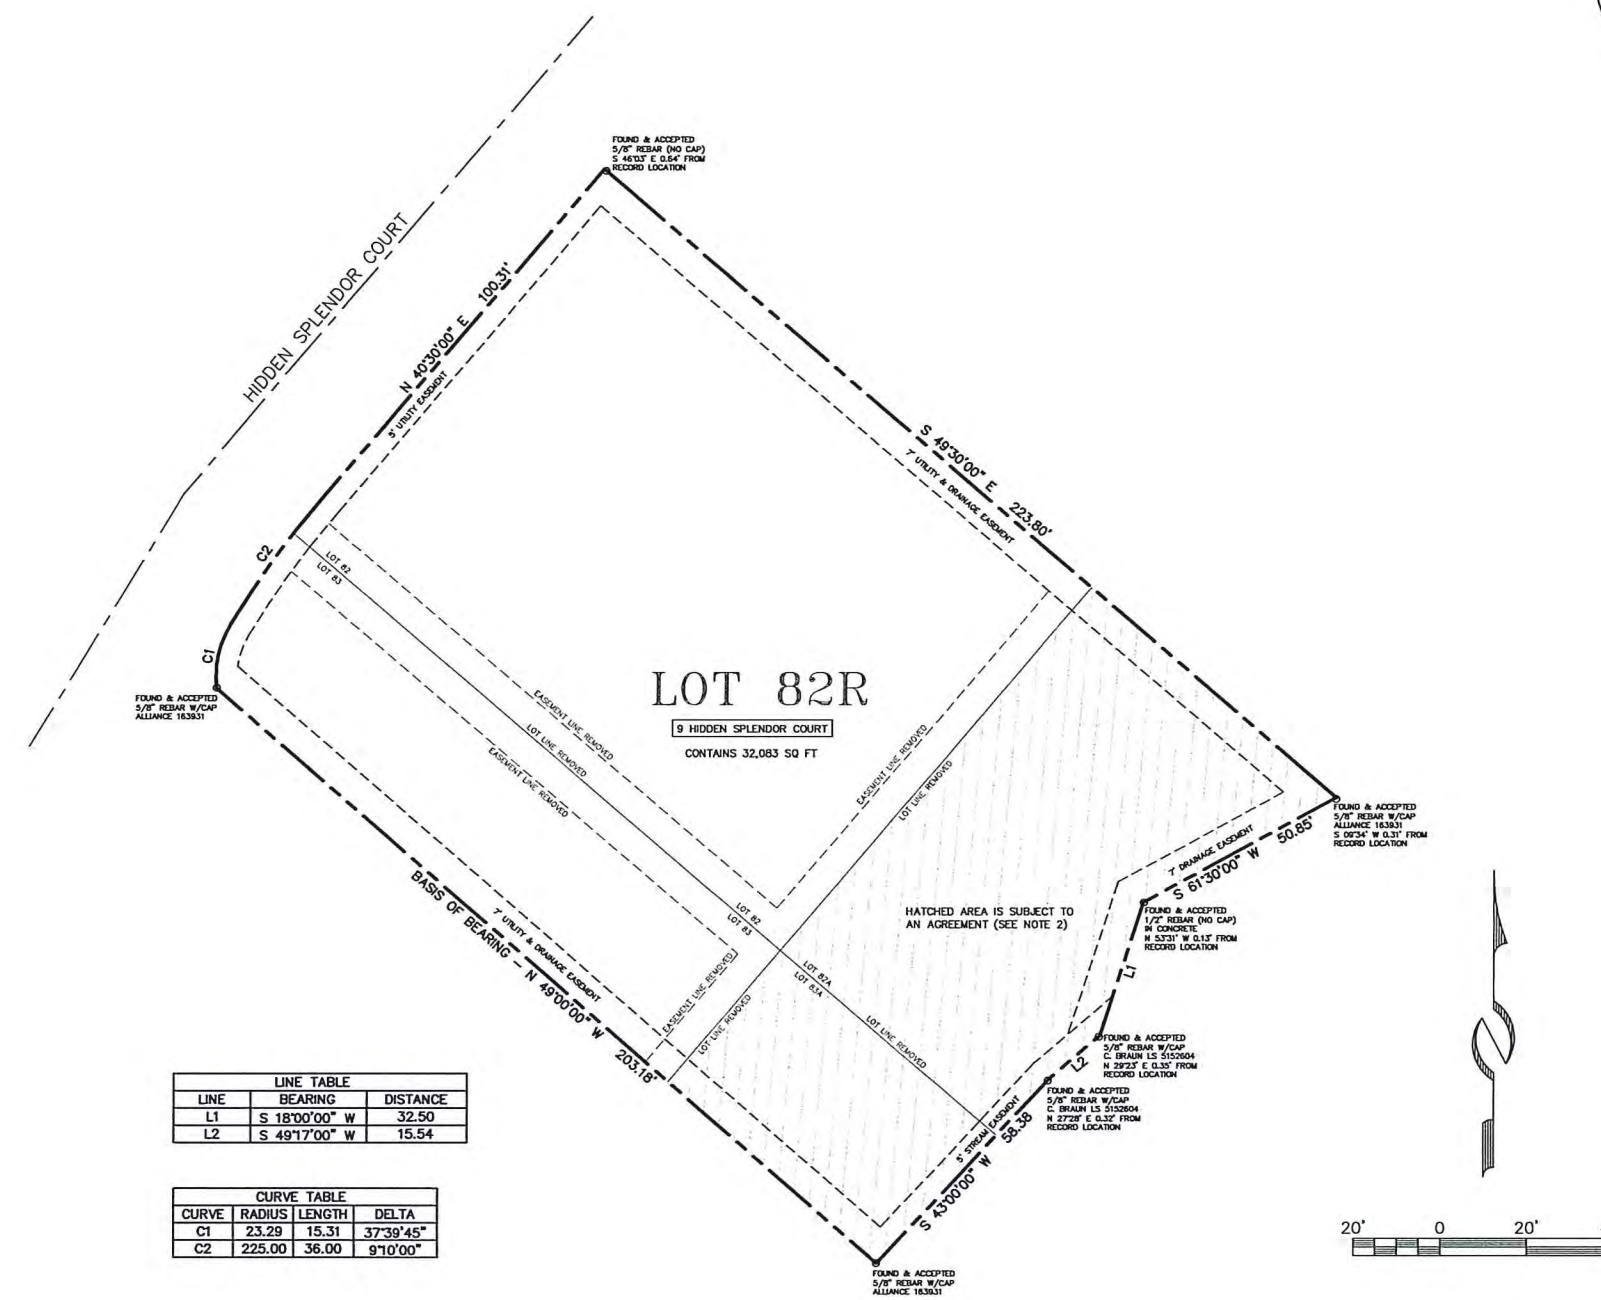 FOUND & ACCEPTED
5/8" REBAR (NO CAP)
S 46°03' E 0.64' FROM
RECORD LOCATION
HIDDEN SPLENDOR COURT
N 40°30'00" E 100.31'
5' UTILITY EASEMENT
S 49°30'00" E 223.80'
7' UTILITY & DRAINAGE EASEMENT
C2
LOT 82
LOT 83
C1
FOUND & ACCEPTED
5/8" REBAR W/CAP
ALLIANCE 163931
LOT 82R
9 HIDDEN SPLENDOR COURT
CONTAINS 32,083 SQ FT
EASEMENT LINE REMOVED
LOT LINE REMOVED
EASEMENT LINE REMOVED
EASEMENT LINE REMOVED
LOT LINE REMOVED
FOUND & ACCEPTED
5/8" REBAR W/CAP
ALLIANCE 163931
S 09°34' W 0.31' FROM
RECORD LOCATION
7' DRAINAGE EASEMENT
S 61°30'00" W 50.85'
BASIS OF BEARING - N 49°00'00" W 203.18'
7' UTILITY & DRAINAGE EASEMENT
LOT 82
LOT 83
HATCHED AREA IS SUBJECT TO
AN AGREEMENT (SEE NOTE 2)
FOUND & ACCEPTED
1/2" REBAR (NO CAP)
IN CONCRETE
N 53°31' W 0.13' FROM
RECORD LOCATION
L1
EASEMENT LINE REMOVED
LOT LINE REMOVED
LOT 82A
LOT 83A
LOT LINE REMOVED
FOUND & ACCEPTED
5/8" REBAR W/CAP
C. BRAUN LS 5152604
N 29°23' E 0.35' FROM
RECORD LOCATION
L2
FOUND & ACCEPTED
5/8" REBAR W/CAP
C. BRAUN LS 5152604
N 27°28' E 0.32' FROM
RECORD LOCATION
5' STREAM EASEMENT
S 43°00'00" W 58.38
LINE TABLE
LINE BEARING DISTANCE
L1 S 18°00'00" W 32.50
L2 S 49°17'00" W 15.54
CURVE TABLE
CURVE RADIUS LENGTH DELTA
C1 23.29 15.31 37°39'45"
C2 225.00 36.00 9°10'00"
20' 0 20'
FOUND & ACCEPTED
5/8" REBAR W/CAP
ALLIANCE 163931